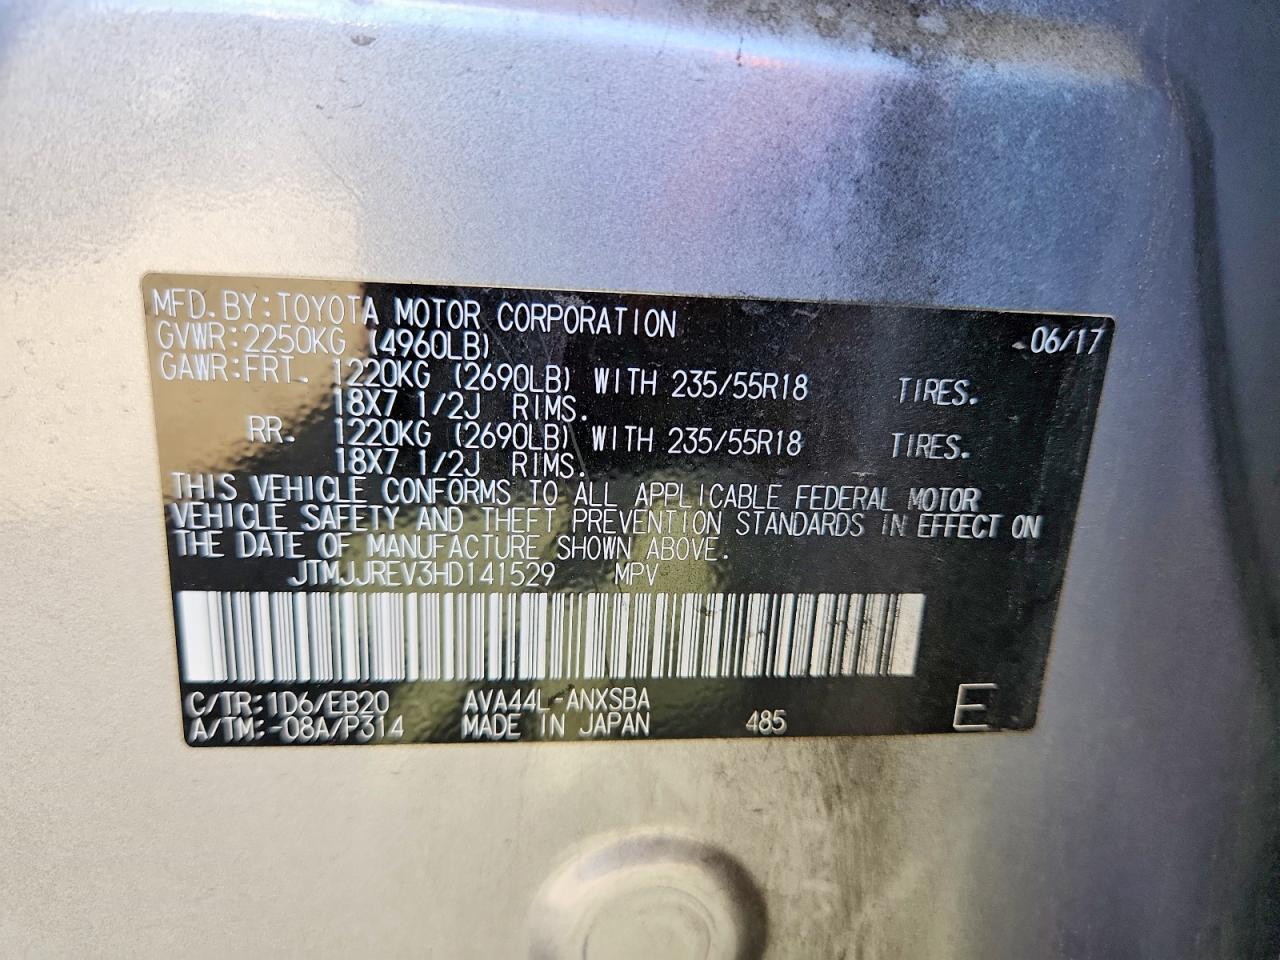 MFD. BY: TOYOTA MOTOR CORPORATION 06/17
GVWR: 2250KG (4960LB)
GAWR: FRT. 1220KG (2690LB) WITH 235/55R18 TIRES.
18X7 1/2J RIMS.
RR. 1220KG (2690LB) WITH 235/55R18 TIRES.
18X7 1/2J RIMS.
THIS VEHICLE CONFORMS TO ALL APPLICABLE FEDERAL MOTOR
VEHICLE SAFETY AND THEFT PREVENTION STANDARDS IN EFFECT ON
THE DATE OF MANUFACTURE SHOWN ABOVE.
JTMJJREV3HD141529 MPV
C/TR: 1D6/EB20 AVA44L-ANXSBA
A/TM: -08A/P314 MADE IN JAPAN 485 E